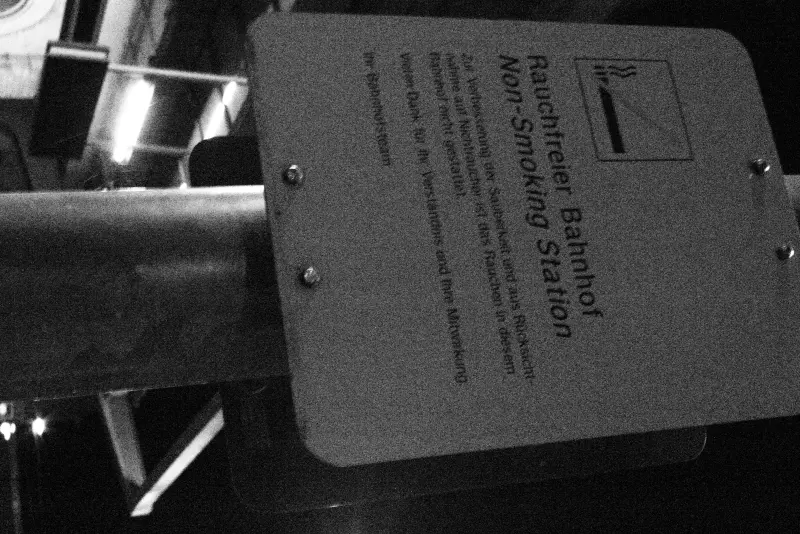 Rauchfreier Bahnhof
Non-Smoking Station
Zur Verbesserung der Sauberkeit und aus Rücksicht-
nahme auf Nichtraucher ist das Rauchen in diesem
Bahnhof nicht gestattet.
Vielen Dank für Ihr Verständnis und Ihre Mitwirkung.
Ihr Bahnhofsteam